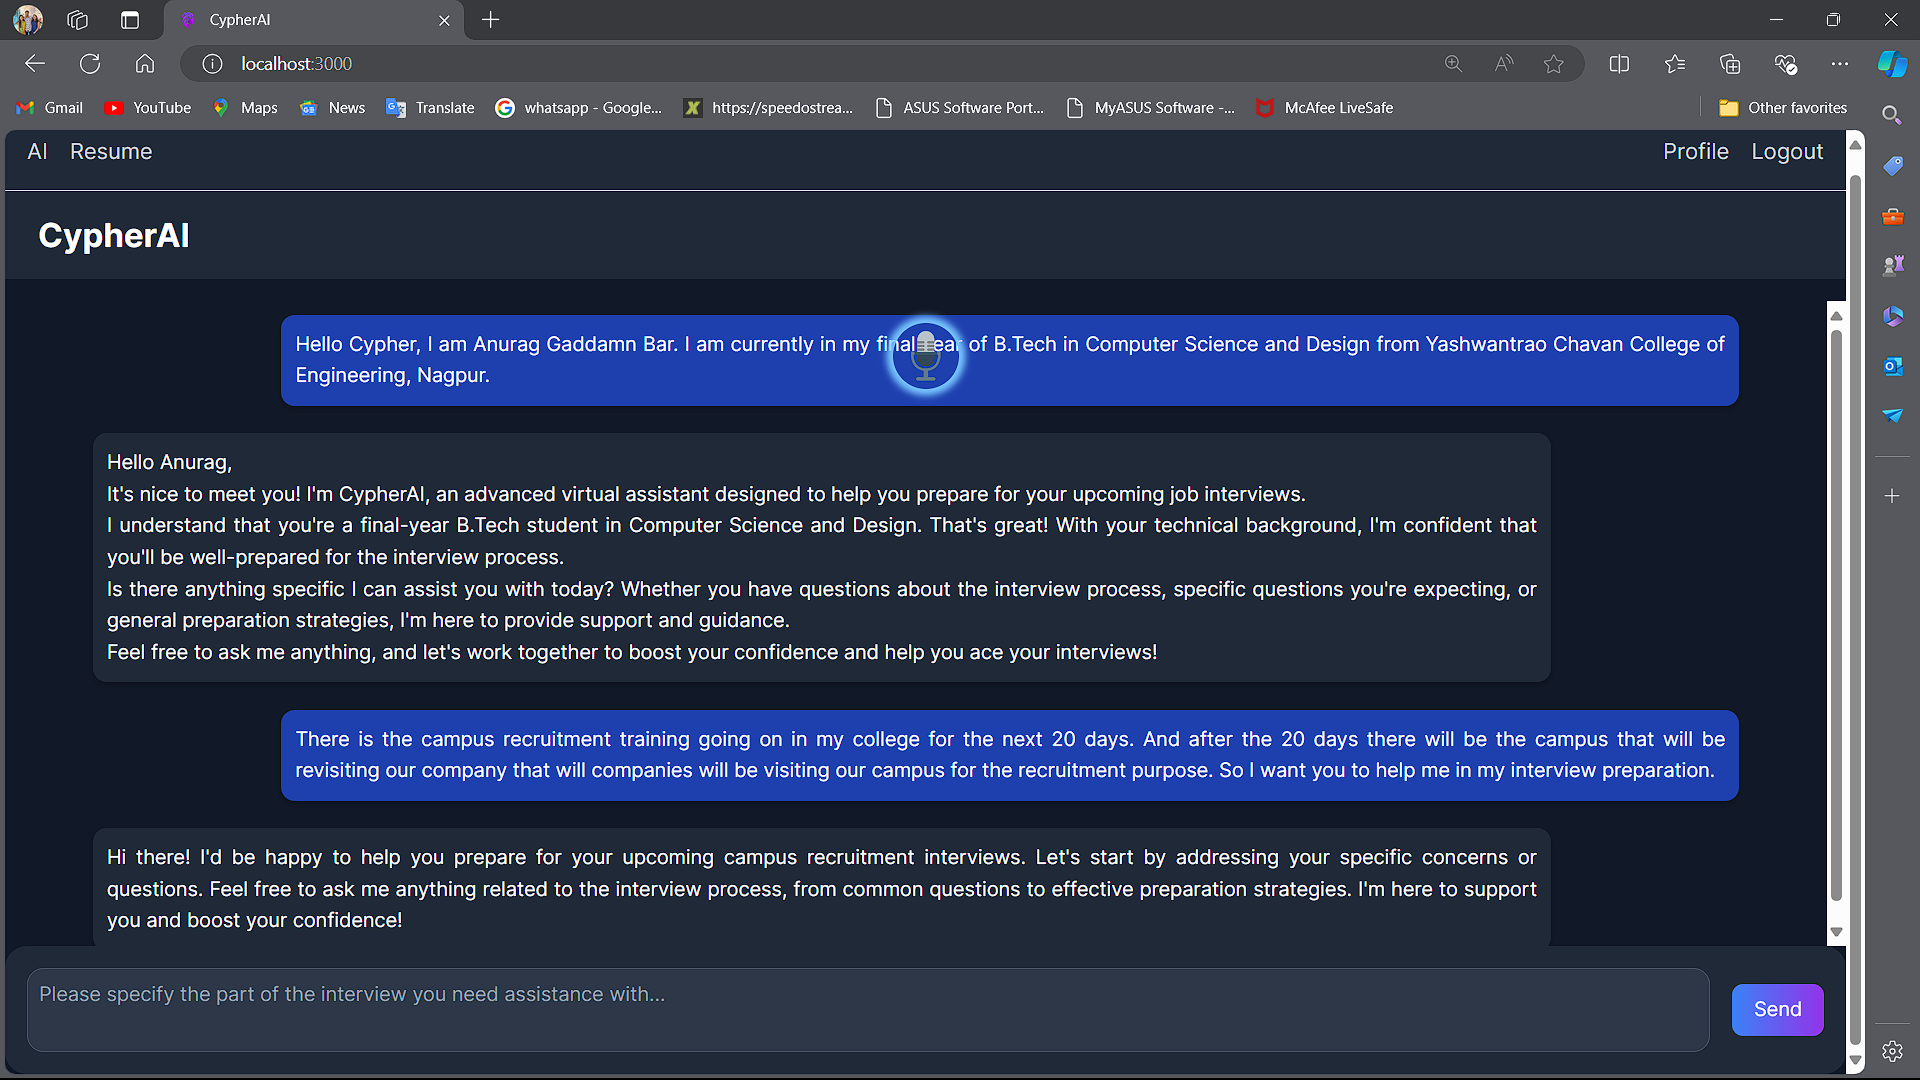 CypherAI
localhost:3000
Gmail YouTube Maps News Translate whatsapp - Google... https://speedostrea... ASUS Software Port... MyASUS Software -... McAfee LiveSafe Other favorites
AI Resume Profile Logout
CypherAI
Hello Cypher, I am Anurag Gaddamn Bar. I am currently in my final year of B.Tech in Computer Science and Design from Yashwantrao Chavan College of
Engineering, Nagpur.
Hello Anurag,
It's nice to meet you! I'm CypherAI, an advanced virtual assistant designed to help you prepare for your upcoming job interviews.
I understand that you're a final-year B.Tech student in Computer Science and Design. That's great! With your technical background, I'm confident that
you'll be well-prepared for the interview process.
Is there anything specific I can assist you with today? Whether you have questions about the interview process, specific questions you're expecting, or
general preparation strategies, I'm here to provide support and guidance.
Feel free to ask me anything, and let's work together to boost your confidence and help you ace your interviews!
There is the campus recruitment training going on in my college for the next 20 days. And after the 20 days there will be the campus that will be
revisiting our company that will companies will be visiting our campus for the recruitment purpose. So I want you to help me in my interview preparation.
Hi there! I'd be happy to help you prepare for your upcoming campus recruitment interviews. Let's start by addressing your specific concerns or
questions. Feel free to ask me anything related to the interview process, from common questions to effective preparation strategies. I'm here to support
you and boost your confidence!
Please specify the part of the interview you need assistance with...
Send